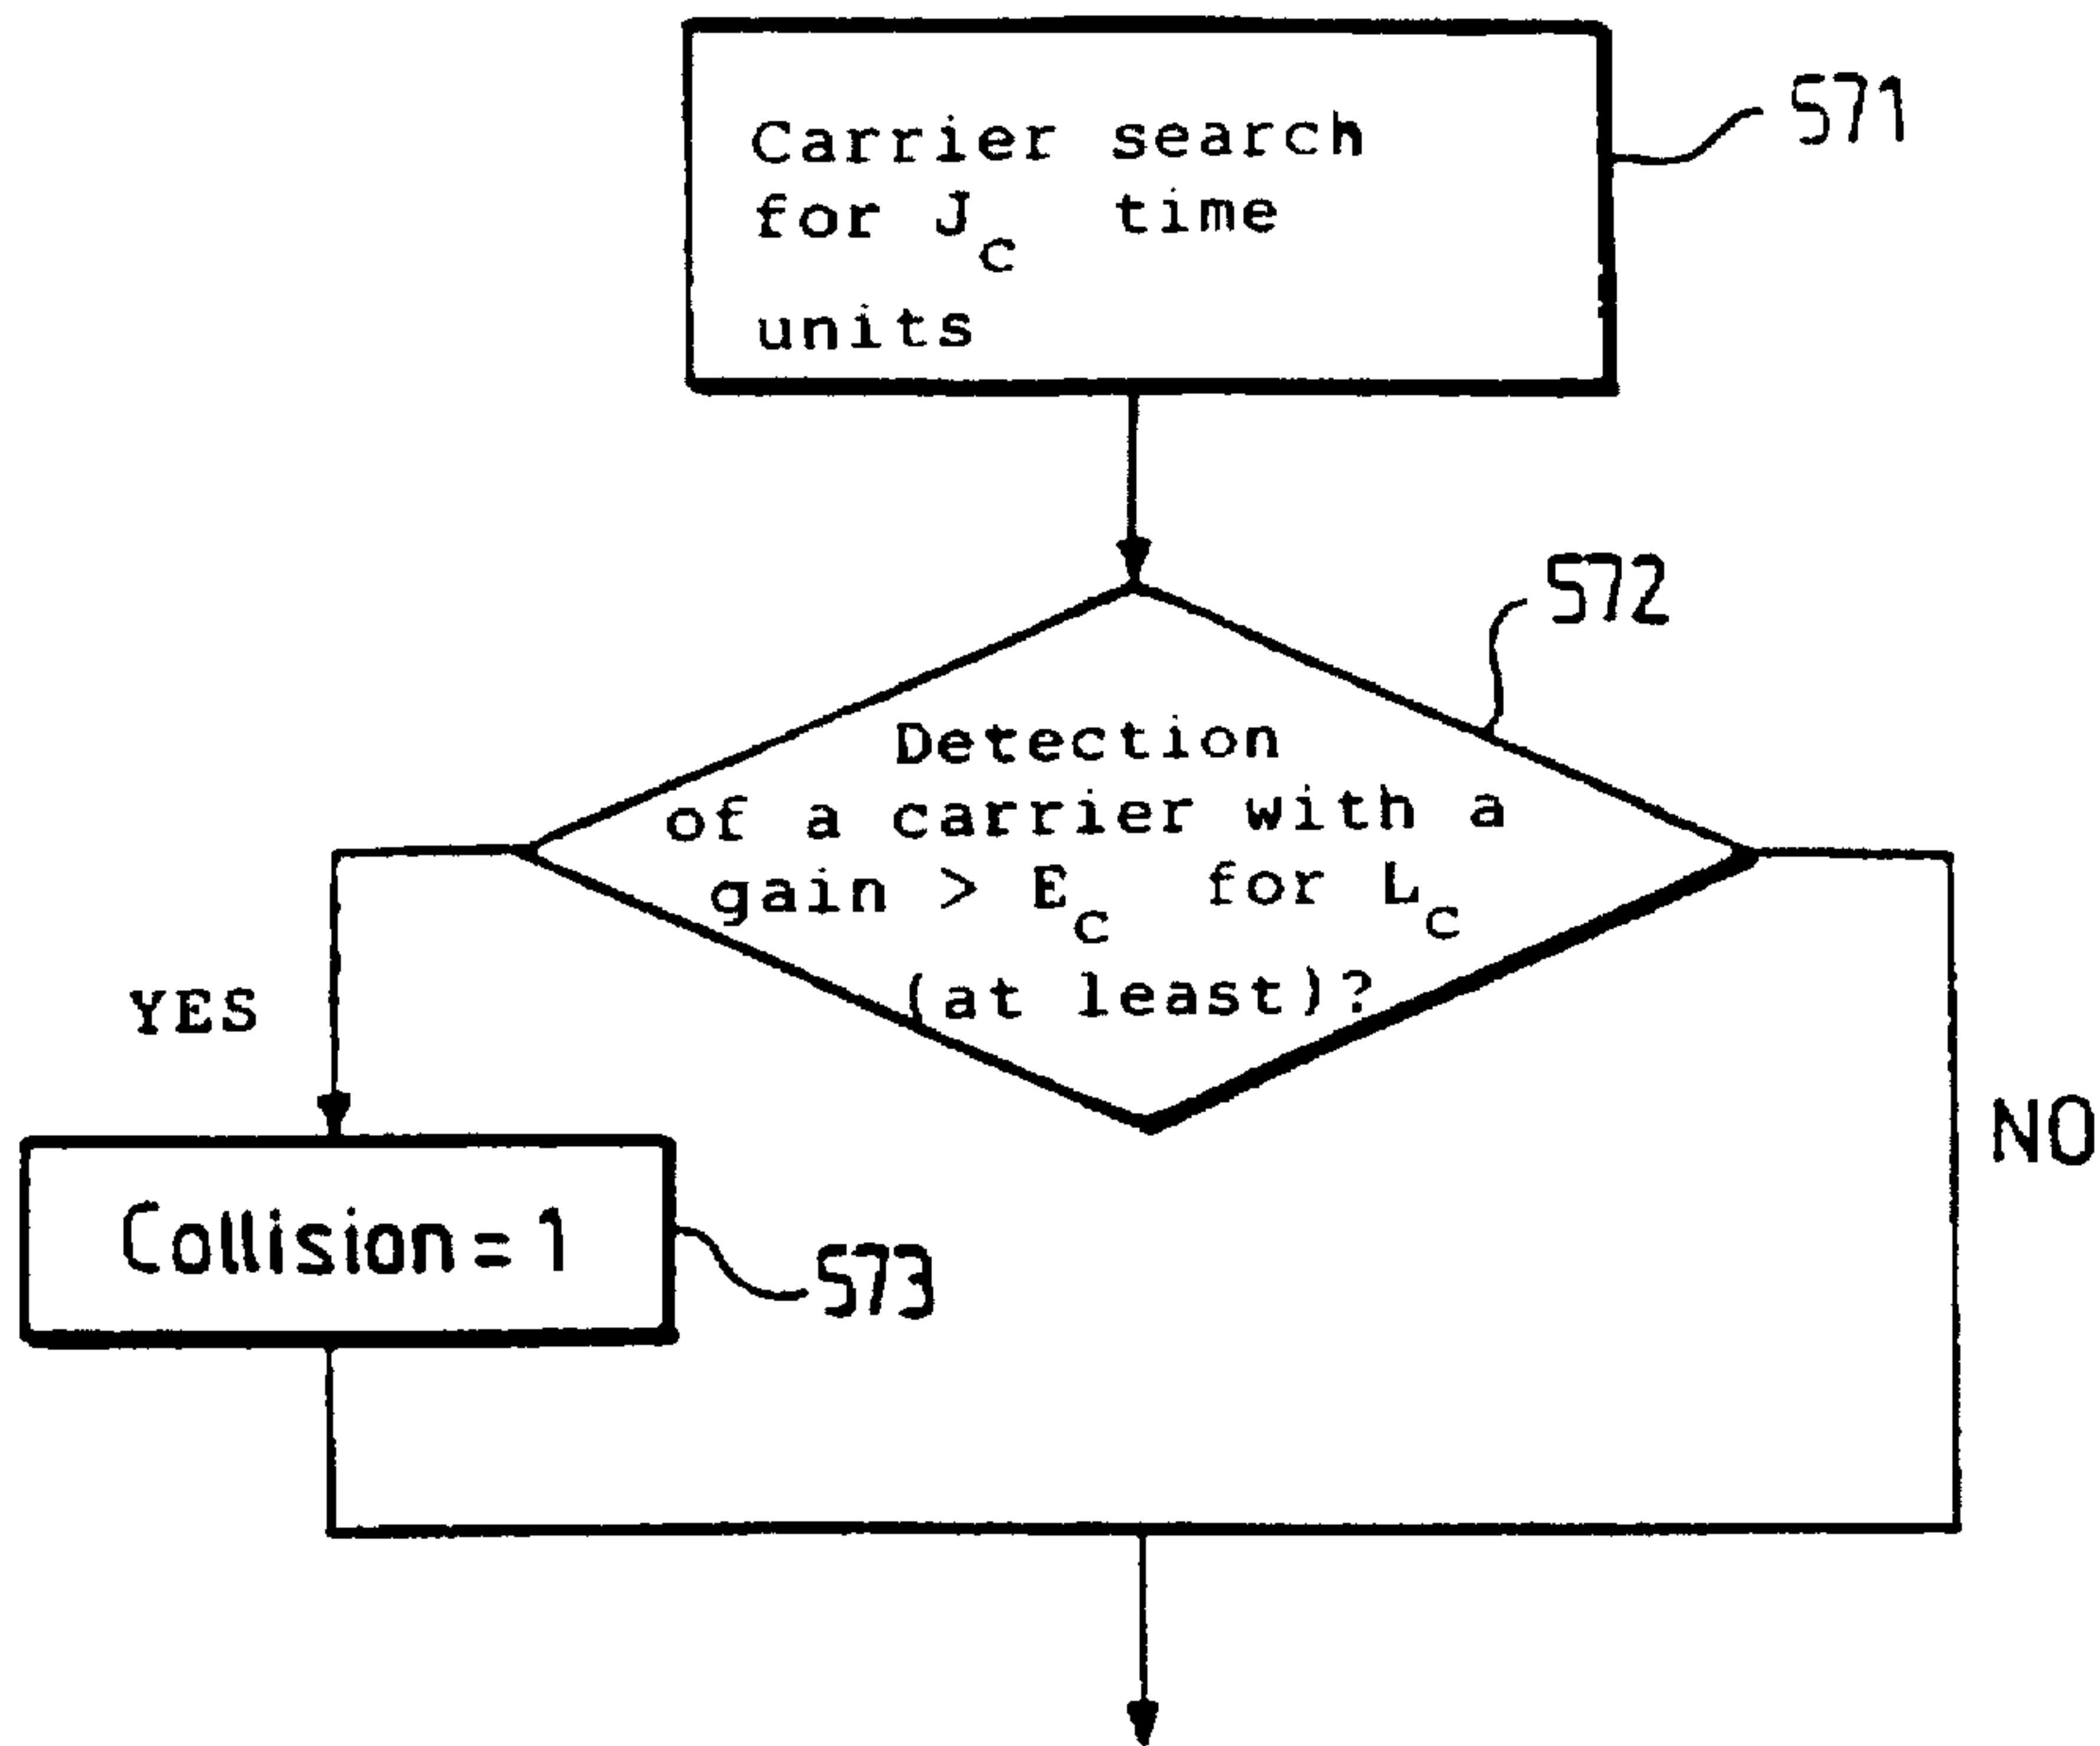 Carrier search
for J_c time
units
571
572
Detection
of a carrier with a
gain > E_c for L_c
(at least)?
YES
NO
Collision=1
573